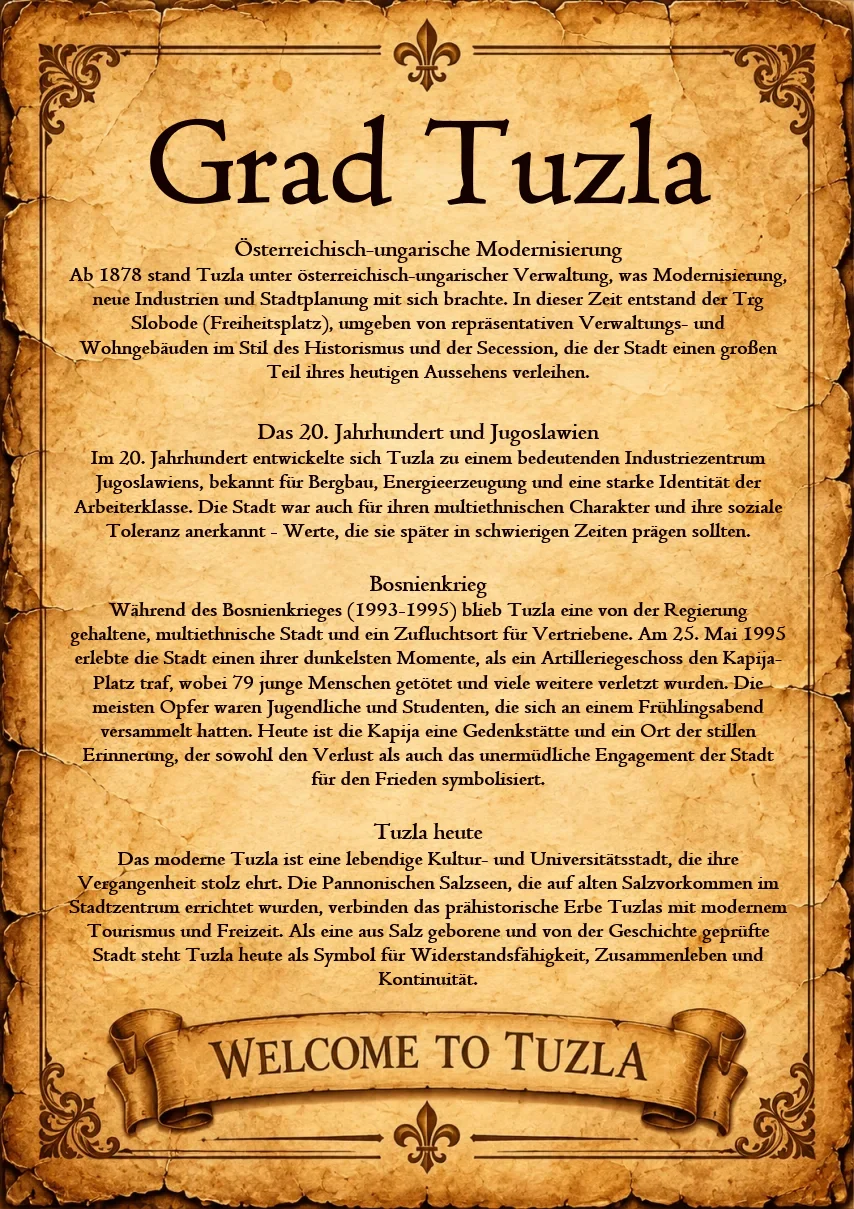 Grad Tuzla
Österreichisch-ungarische Modernisierung
Ab 1878 stand Tuzla unter österreichisch-ungarischer Verwaltung, was Modernisierung,
neue Industrien und Stadtplanung mit sich brachte. In dieser Zeit entstand der Trg
Slobode (Freiheitsplatz), umgeben von repräsentativen Verwaltungs- und
Wohngebäuden im Stil des Historismus und der Secession, die der Stadt einen großen
Teil ihres heutigen Aussehens verleihen.
Das 20. Jahrhundert und Jugoslawien
Im 20. Jahrhundert entwickelte sich Tuzla zu einem bedeutenden Industriezentrum
Jugoslawiens, bekannt für Bergbau, Energieerzeugung und eine starke Identität der
Arbeiterklasse. Die Stadt war auch für ihren multiethnischen Charakter und ihre soziale
Toleranz anerkannt - Werte, die sie später in schwierigen Zeiten prägen sollten.
Bosnienkrieg
Während des Bosnienkrieges (1993-1995) blieb Tuzla eine von der Regierung
gehaltene, multiethnische Stadt und ein Zufluchtsort für Vertriebene. Am 25. Mai 1995
erlebte die Stadt einen ihrer dunkelsten Momente, als ein Artilleriegeschoss den Kapija-
Platz traf, wobei 79 junge Menschen getötet und viele weitere verletzt wurden. Die
meisten Opfer waren Jugendliche und Studenten, die sich an einem Frühlingsabend
versammelt hatten. Heute ist die Kapija eine Gedenkstätte und ein Ort der stillen
Erinnerung, der sowohl den Verlust als auch das unermüdliche Engagement der Stadt
für den Frieden symbolisiert.
Tuzla heute
Das moderne Tuzla ist eine lebendige Kultur- und Universitätsstadt, die ihre
Vergangenheit stolz ehrt. Die Pannonischen Salzseen, die auf alten Salzvorkommen im
Stadtzentrum errichtet wurden, verbinden das prähistorische Erbe Tuzlas mit modernem
Tourismus und Freizeit. Als eine aus Salz geborene und von der Geschichte geprüfte
Stadt steht Tuzla heute als Symbol für Widerstandsfähigkeit, Zusammenleben und
Kontinuität.
WELCOME TO TUZLA